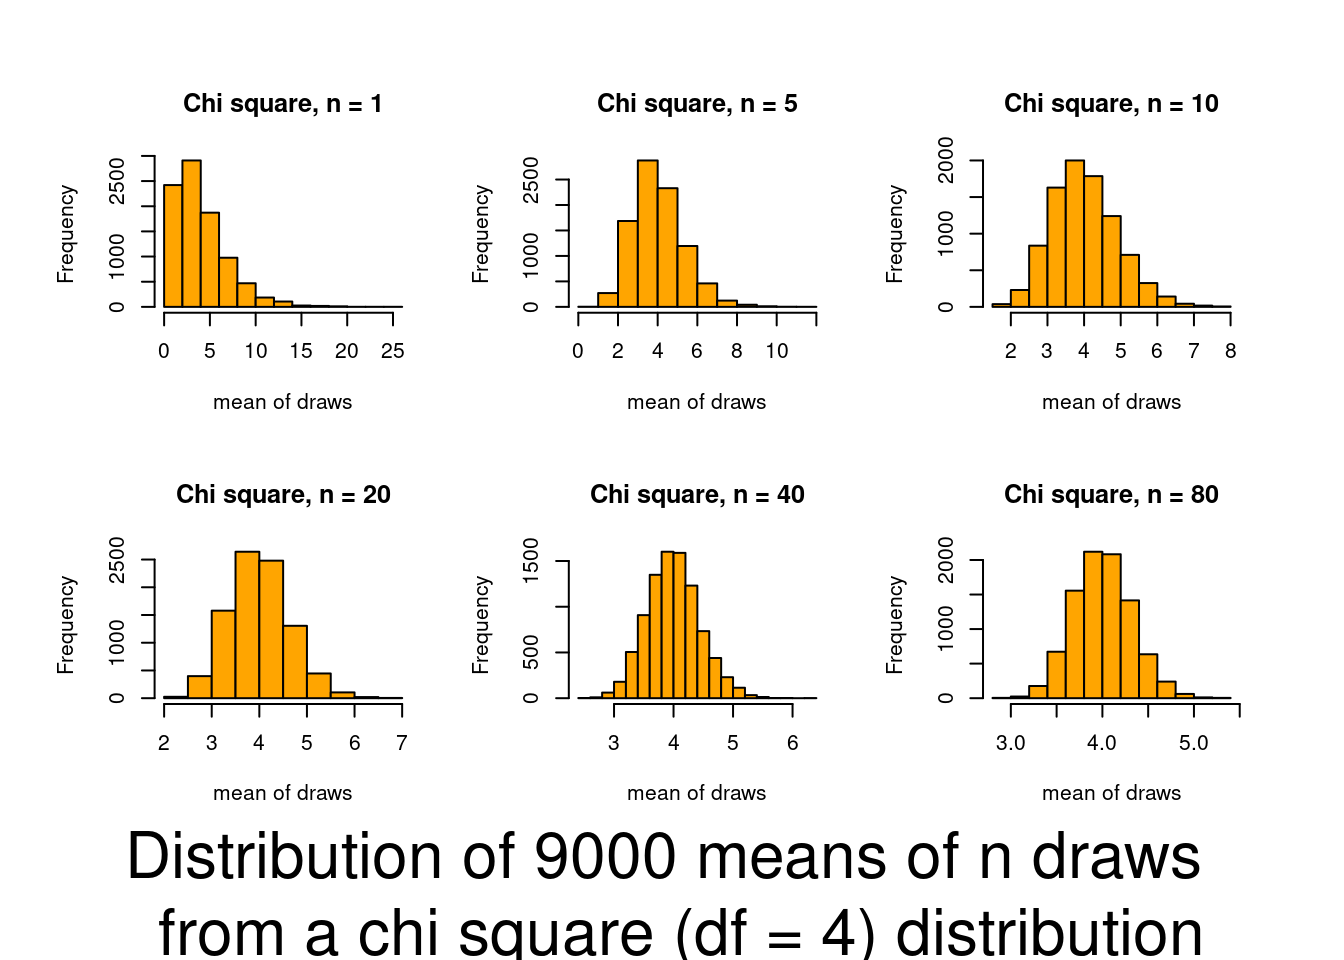 Chi square, n = 1
Frequency
0 1000 2500
0 5 10 15 20 25
mean of draws
Chi square, n = 5
Frequency
0 1000 2500
0 2 4 6 8 10
mean of draws
Chi square, n = 10
Frequency
0 1000 2000
2 3 4 5 6 7 8
mean of draws
Chi square, n = 20
Frequency
0 1000 2500
2 3 4 5 6 7
mean of draws
Chi square, n = 40
Frequency
0 500 1500
3 4 5 6
mean of draws
Chi square, n = 80
Frequency
0 1000 2000
3.0 4.0 5.0
mean of draws
Distribution of 9000 means of n draws
from a chi square (df = 4) distribution